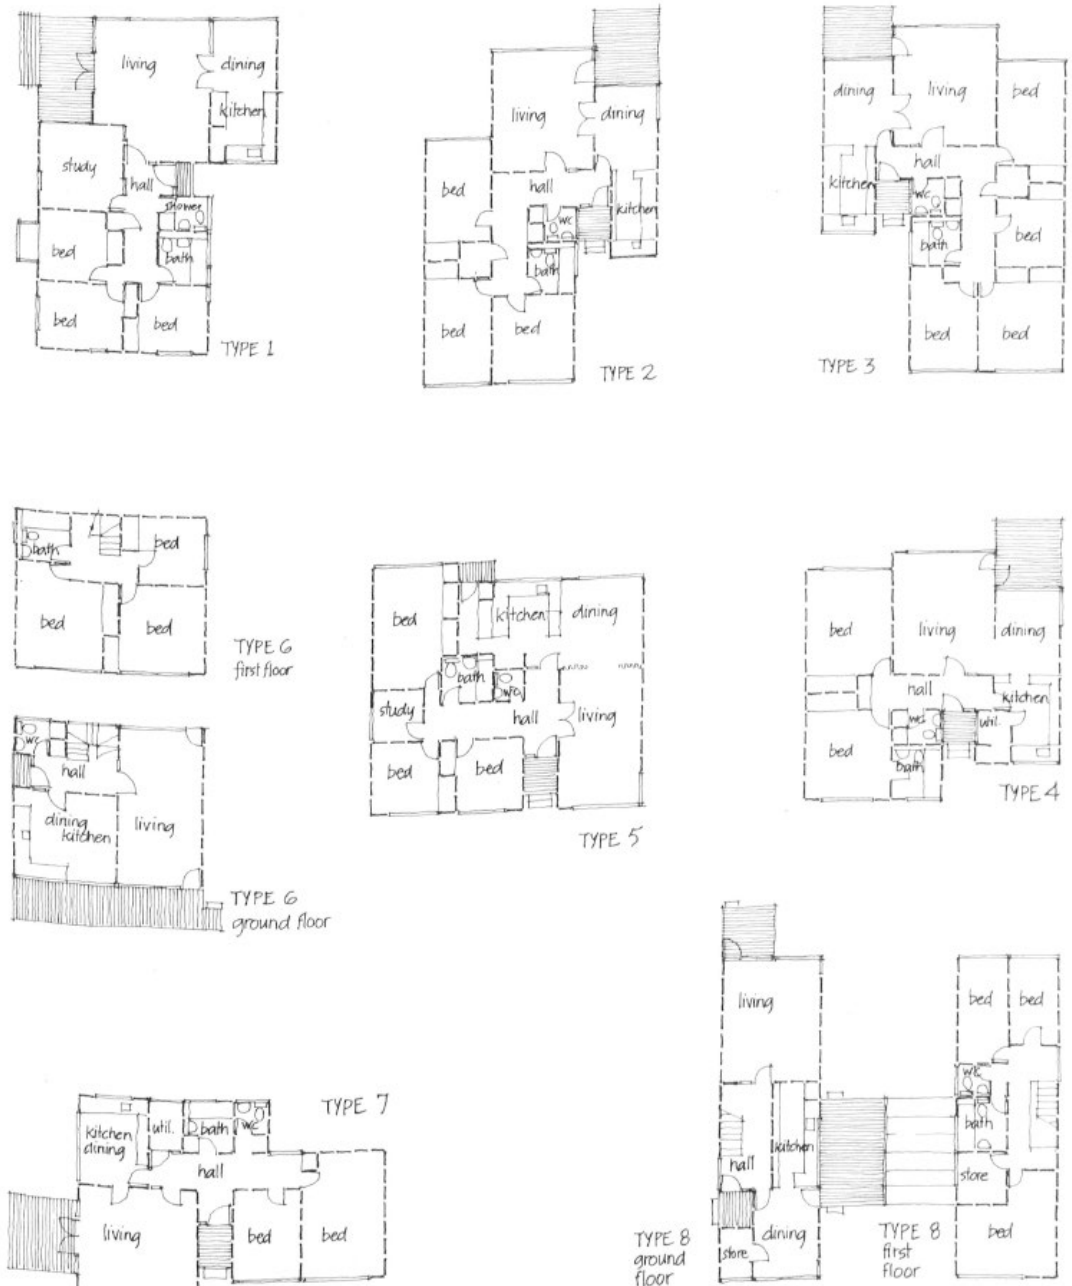 living
dining
kitchen
study
hall
shower
bed
bath
bed
bed
TYPE 1
living
dining
bed
hall
kitchen
wc
bath
bed
bed
TYPE 2
dining
living
bed
hall
kitchen
wc
bed
bath
bed
bed
TYPE 3
bath
bed
bed
bed
TYPE 6
first floor
wc
hall
dining
kitchen
living
TYPE 6
ground floor
bed
kitchen
dining
bath
wc
study
hall
living
bed
bed
TYPE 5
bed
living
dining
hall
kitchen
wc
util.
bed
bath
TYPE 4
TYPE 7
kitchen
dining
util.
bath
wc
hall
living
bed
bed
living
kitchen
hall
dining
store
TYPE 8
ground
floor
bed
bed
wc
bath
store
bed
TYPE 8
first
floor